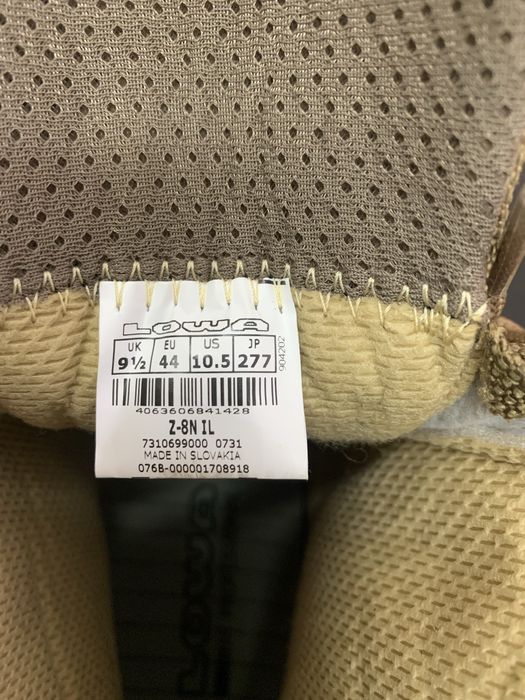 LOWA
UK EU US JP
9½ 44 10.5 277
904202
4063606841428
Z-8N IL
7310699000 0731
MADE IN SLOVAKIA
076B-000001708918
LOWA